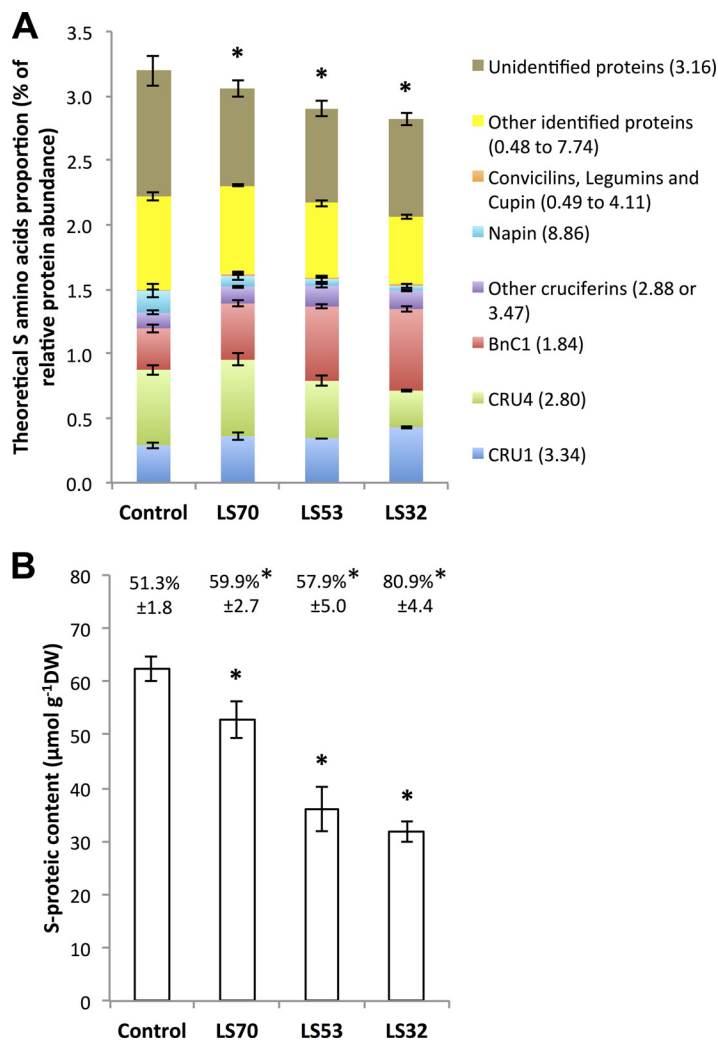 A
Theoretical S amino acids proportion (% of
relative protein abundance)
3.5
3.0
2.5
2.0
1.5
1.0
0.5
0.0
* * *
Control LS70 LS53 LS32
Unidentified proteins (3.16)
Other identified proteins
(0.48 to 7.74)
Convicilins, Legumins and
Cupin (0.49 to 4.11)
Napin (8.86)
Other cruciferins (2.88 or
3.47)
BnC1 (1.84)
CRU4 (2.80)
CRU1 (3.34)
B
S-proteic content (µmol g-1DW)
80
70
60
50
40
30
20
10
0
51.3% 59.9%* 57.9%* 80.9%*
±1.8 ±2.7 ±5.0 ±4.4
* * *
Control LS70 LS53 LS32